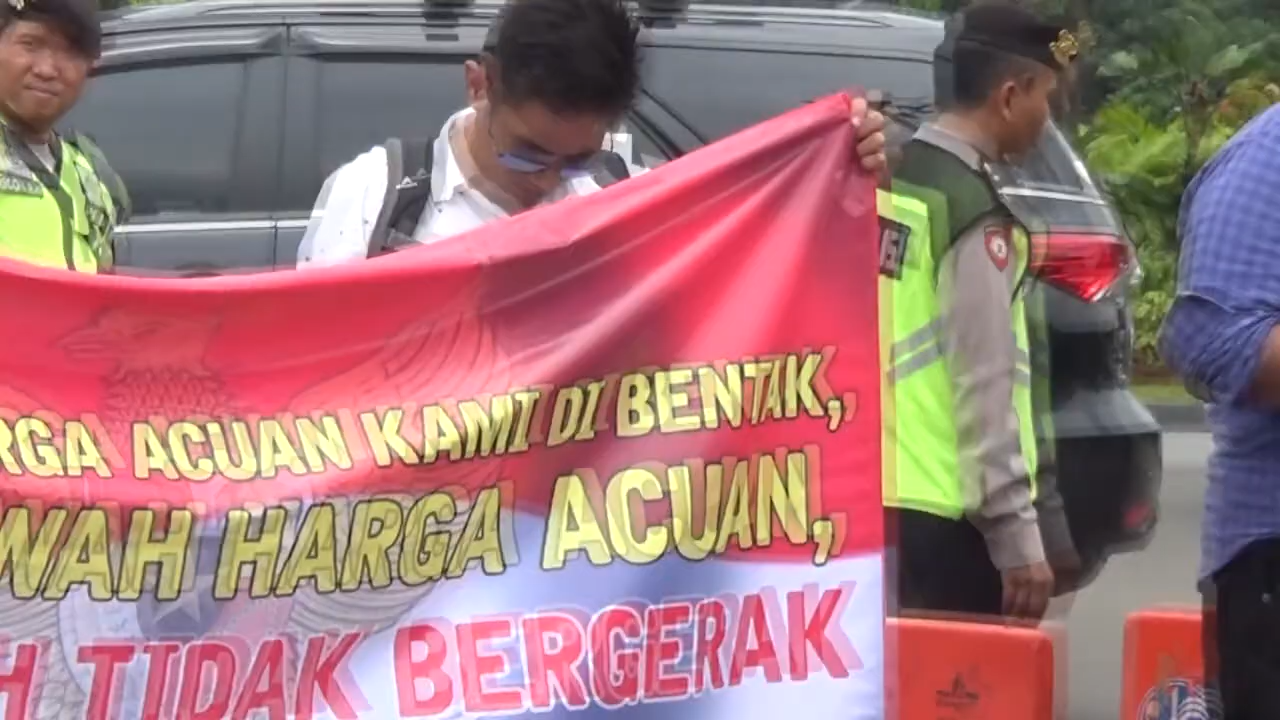 RGA ACUAN KAMI DI BENTAK,
WAH HARGA ACUAN,
H TIDAK BERGERAK